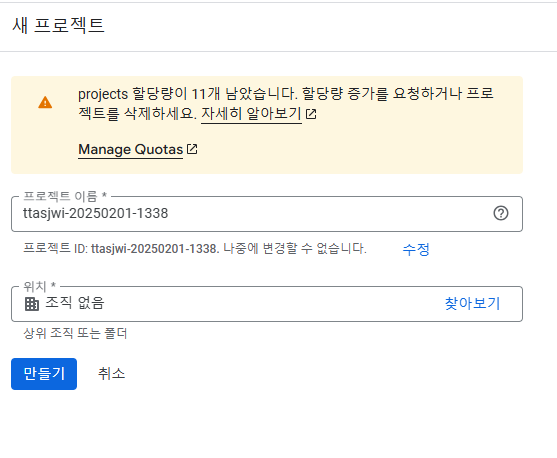 새 프로젝트
projects 할당량이 11개 남았습니다. 할당량 증가를 요청하거나 프로
젝트를 삭제하세요. 자세히 알아보기
Manage Quotas
프로젝트 이름 *
ttasjwi-20250201-1338
프로젝트 ID: ttasjwi-20250201-1338. 나중에 변경할 수 없습니다. 수정
위치 *
조직 없음 찾아보기
상위 조직 또는 폴더
만들기 취소